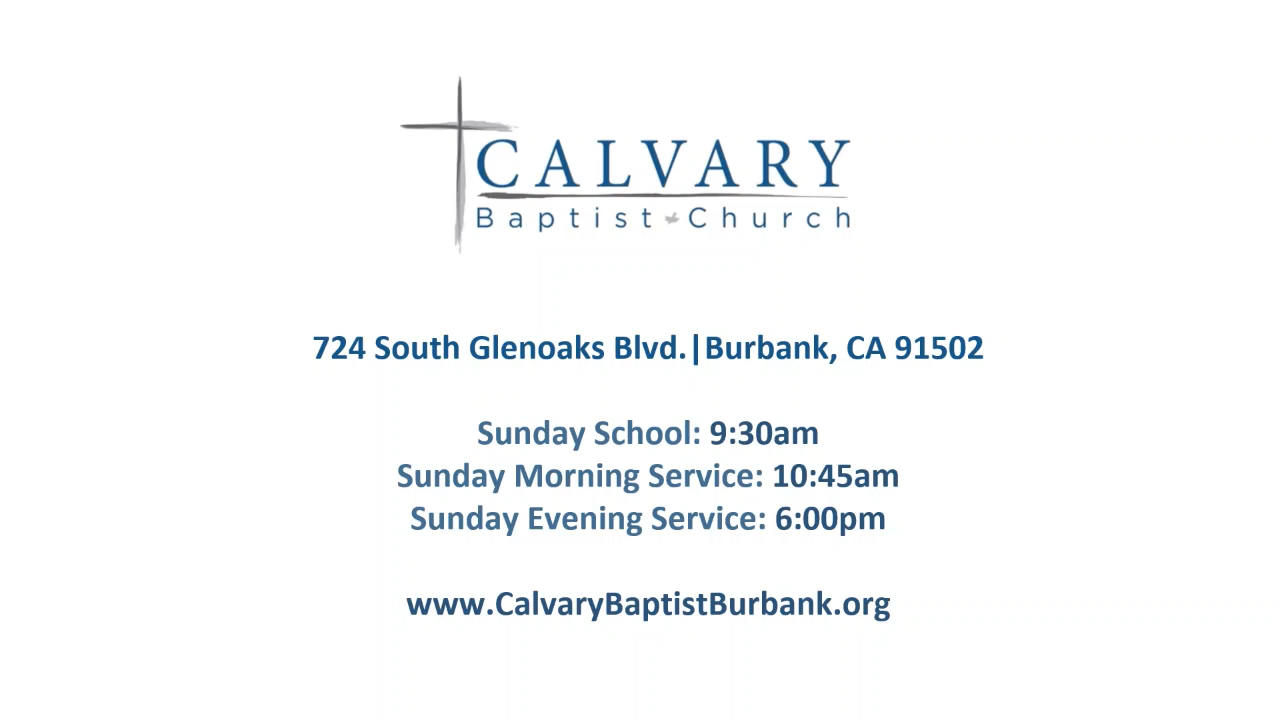 CALVARY
Baptist Church
724 South Glenoaks Blvd.|Burbank, CA 91502
Sunday School: 9:30am
Sunday Morning Service: 10:45am
Sunday Evening Service: 6:00pm
www.CalvaryBaptistBurbank.org